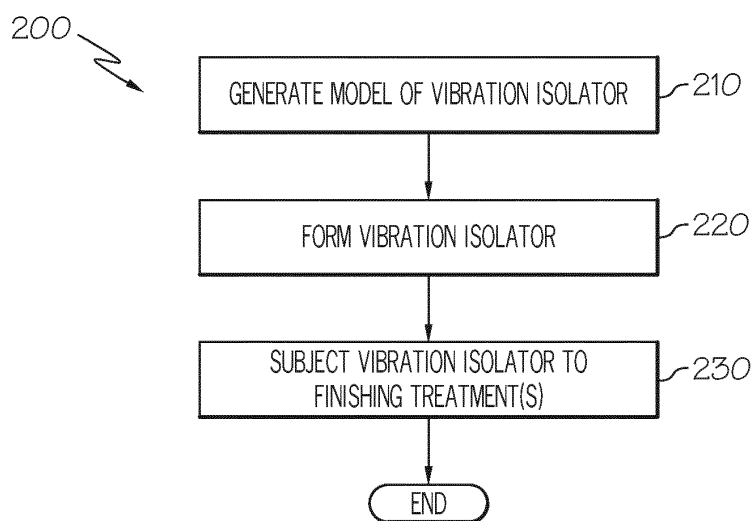 200
GENERATE MODEL OF VIBRATION ISOLATOR
210
FORM VIBRATION ISOLATOR
220
SUBJECT VIBRATION ISOLATOR TO
FINISHING TREATMENT(S)
230
END